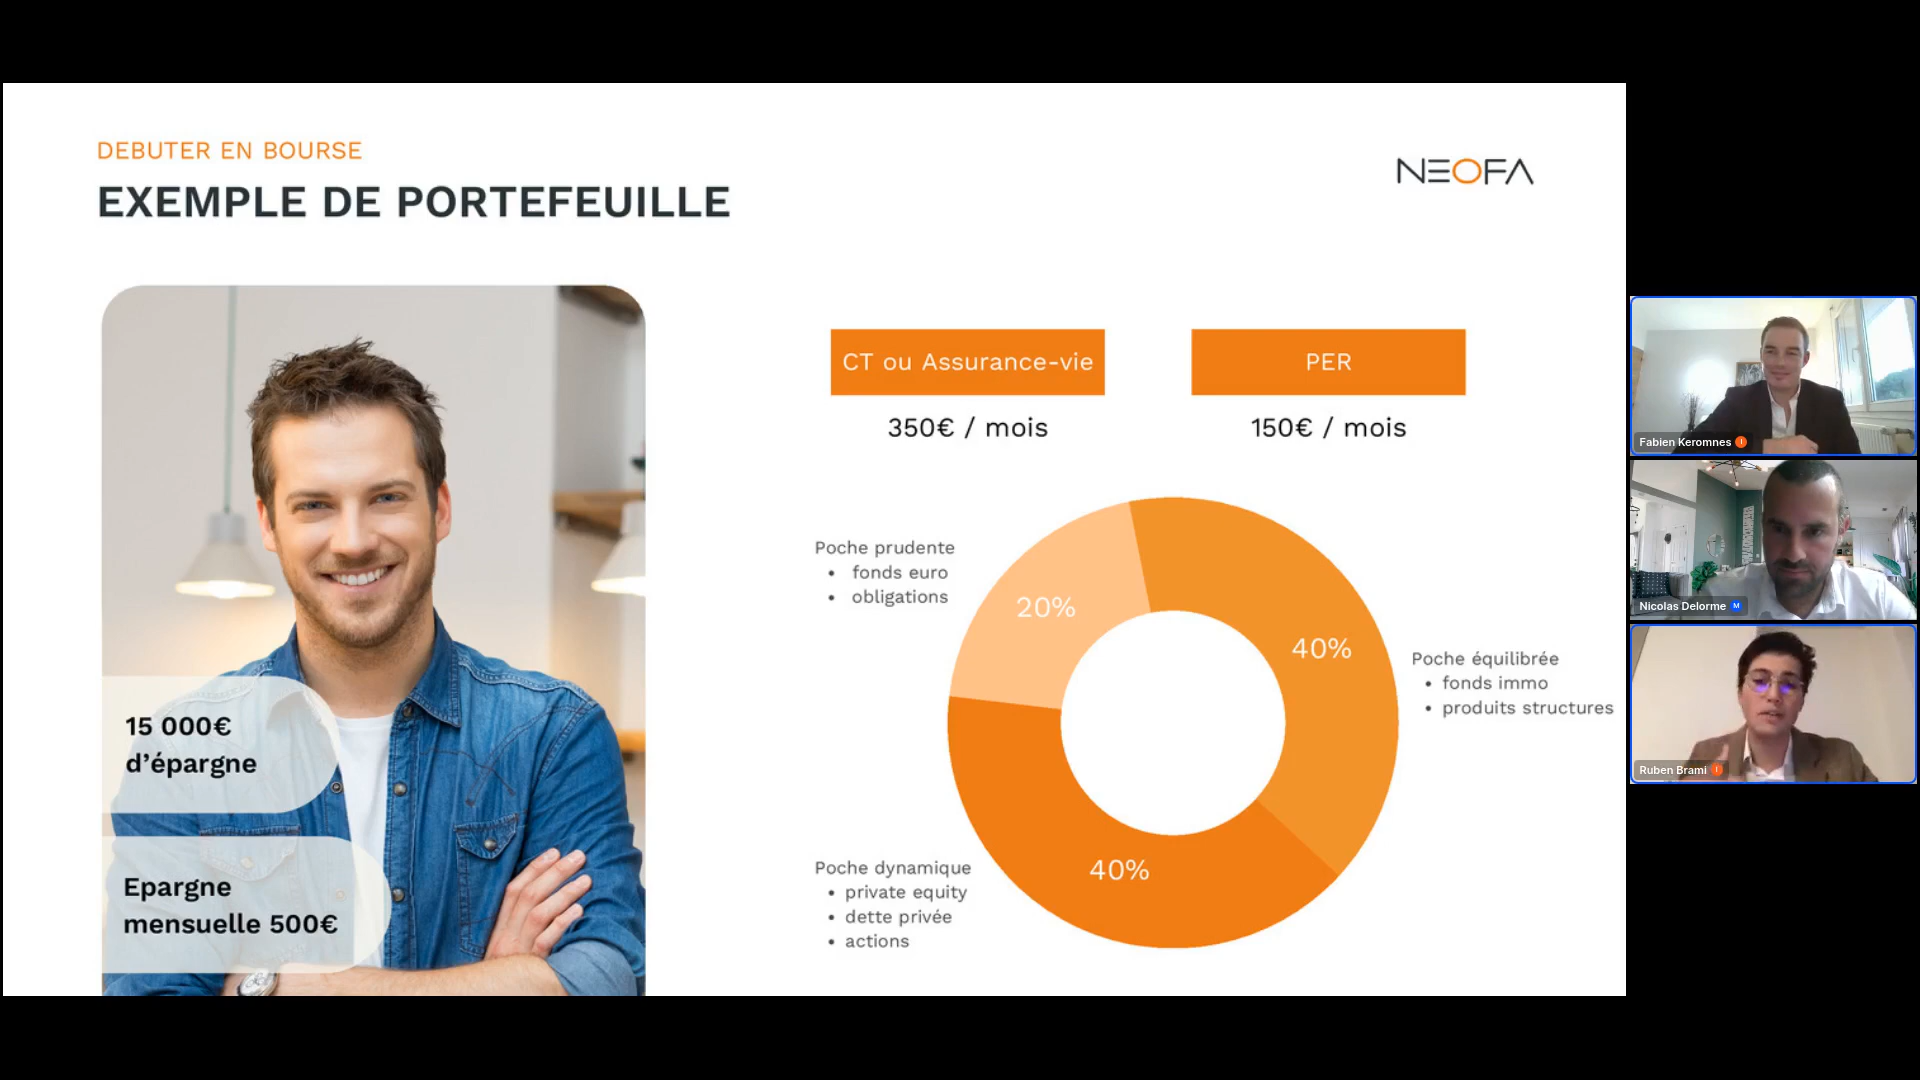 DEBUTER EN BOURSE
EXEMPLE DE PORTEFEUILLE
NEOFA
15 000€
d’épargne
Epargne
mensuelle 500€
CT ou Assurance-vie
350€ / mois
PER
150€ / mois
Poche prudente
• fonds euro
• obligations
20%
40%
Poche équilibrée
• fonds immo
• produits structures
40%
Poche dynamique
• private equity
• dette privée
• actions
Fabien Keromnes
Nicolas Delorme M
Ruben Brami